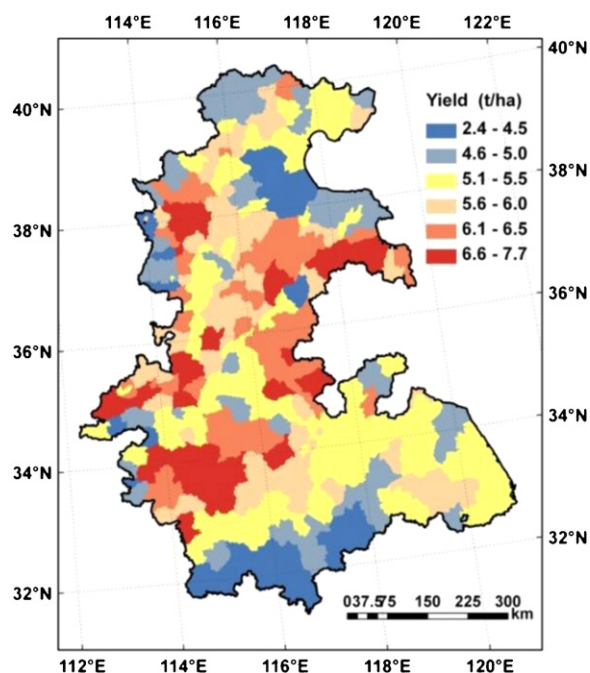 114°E 116°E 118°E 120°E 122°E
40°N
40°N
Yield (t/ha)
2.4 - 4.5
4.6 - 5.0
5.1 - 5.5
5.6 - 6.0
6.1 - 6.5
6.6 - 7.7
38°N
38°N
36°N
36°N
34°N
34°N
32°N
32°N
037.575 150 225 300
km
112°E 114°E 116°E 118°E 120°E